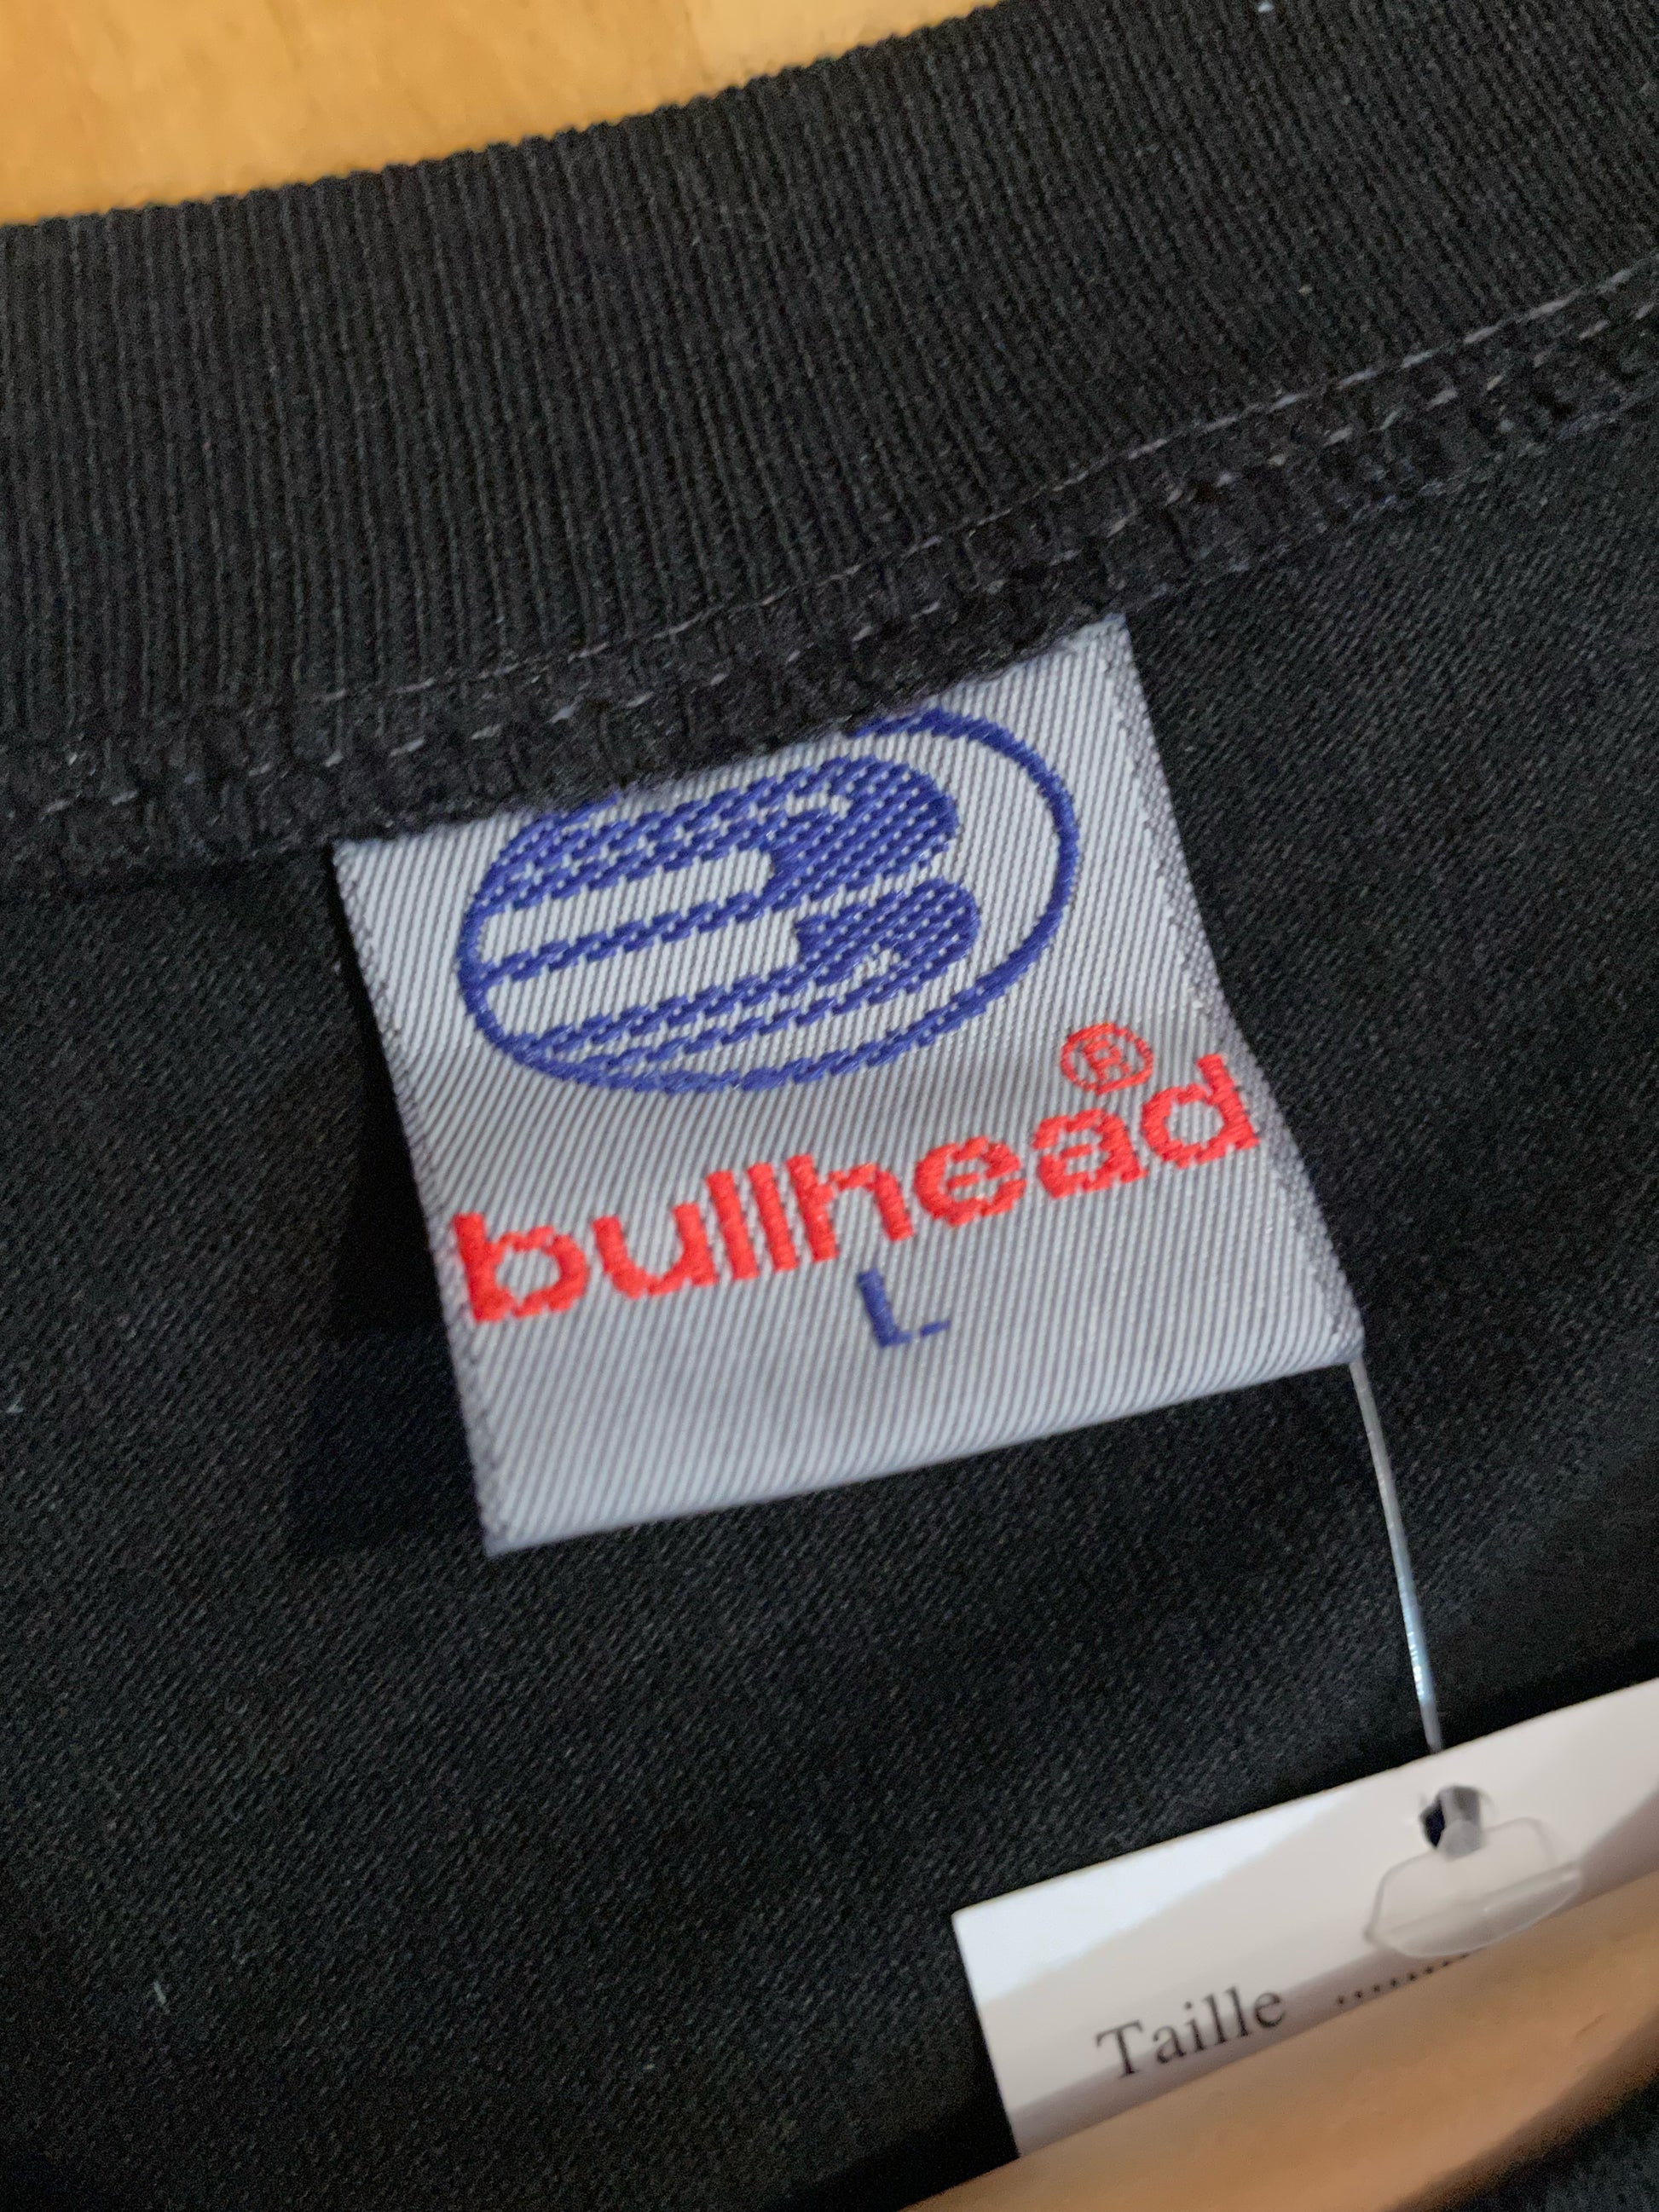 B
®
bullhead
L
Taille ............